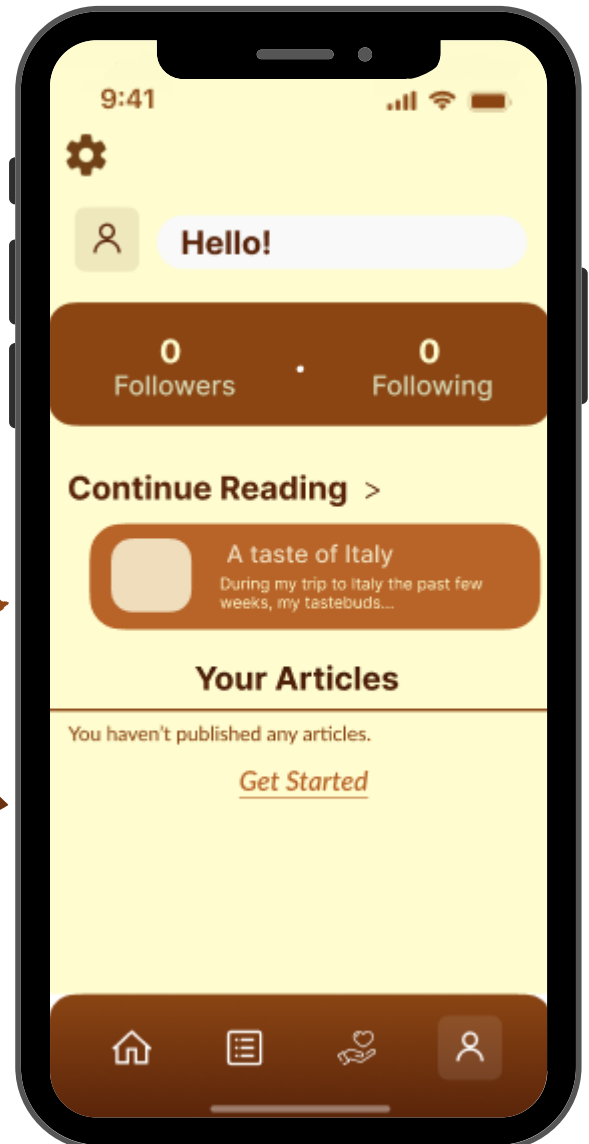 9:41
Hello!
0
Followers
0
Following
Continue Reading >
A taste of Italy
During my trip to Italy the past few
weeks, my tastebuds...
Your Articles
You haven't published any articles.
Get Started